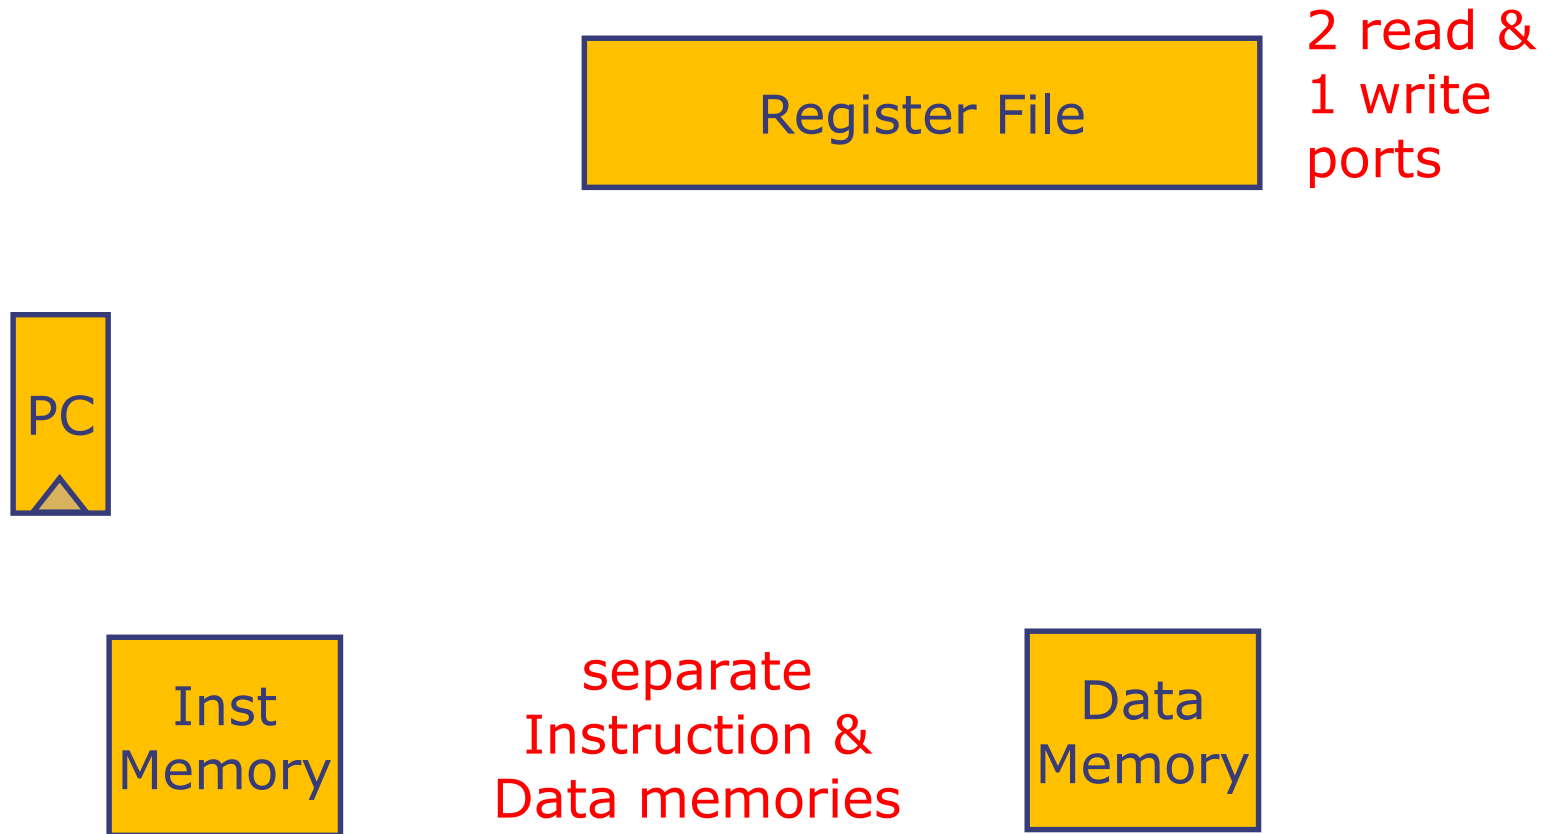 Register File
2 read &
1 write
ports
PC
Inst
Memory
separate
Instruction &
Data memories
Data
Memory